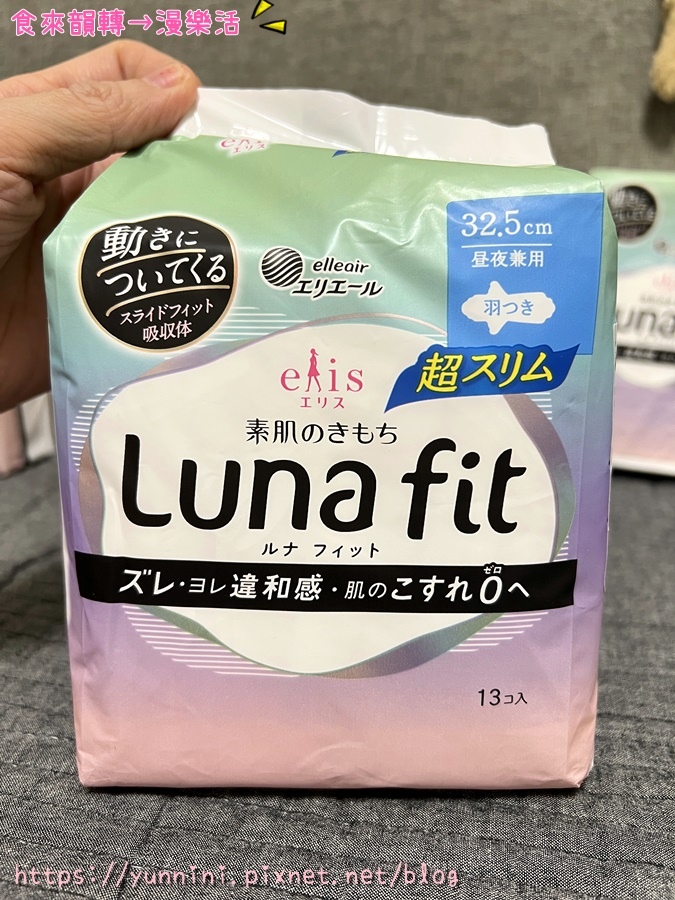 食來韻轉→漫樂活
elis
エリス
動きに
ついてくる
スライドフィット
吸収体
elleair
エリエール
32.5cm
昼夜兼用
羽つき
超スリム
elis
エリス
素肌のきもち
Luna fit
ルナ フィット
ゼロ
ズレ・ヨレ 違和感・肌のこすれ0へ
13コ入
https://yunnini.pixnet.net/blog